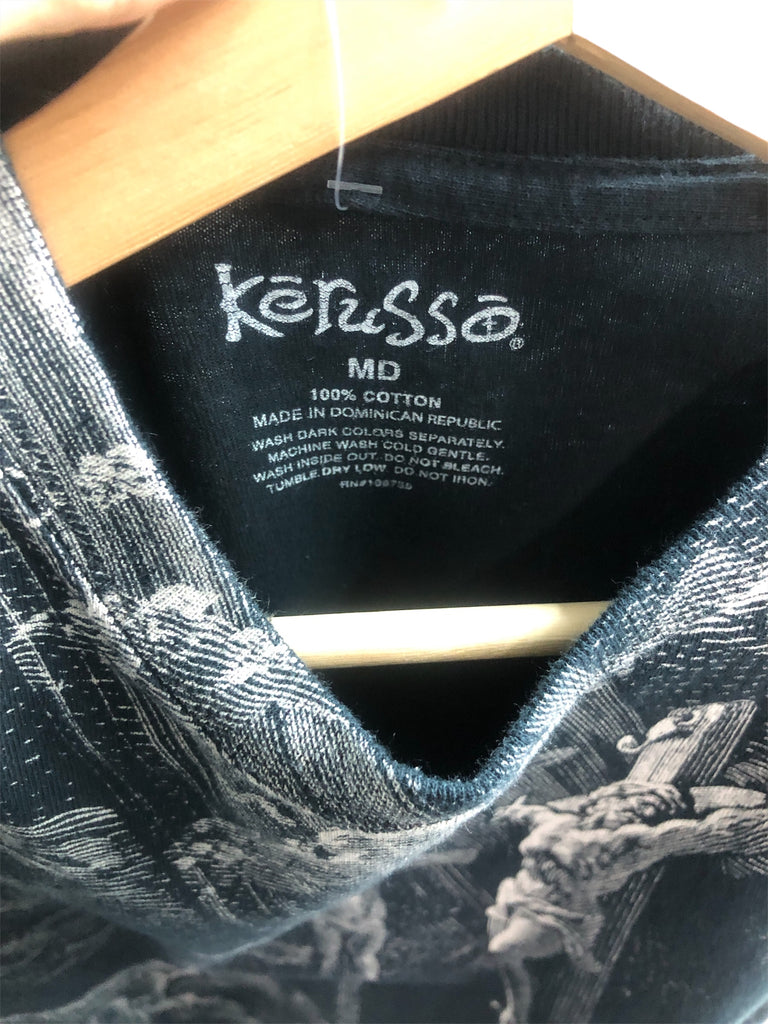 kērussō®
MD
100% COTTON
MADE IN DOMINICAN REPUBLIC
WASH DARK COLORS SEPARATELY.
MACHINE WASH COLD GENTLE.
WASH INSIDE OUT. DO NOT BLEACH.
TUMBLE DRY LOW. DO NOT IRON.